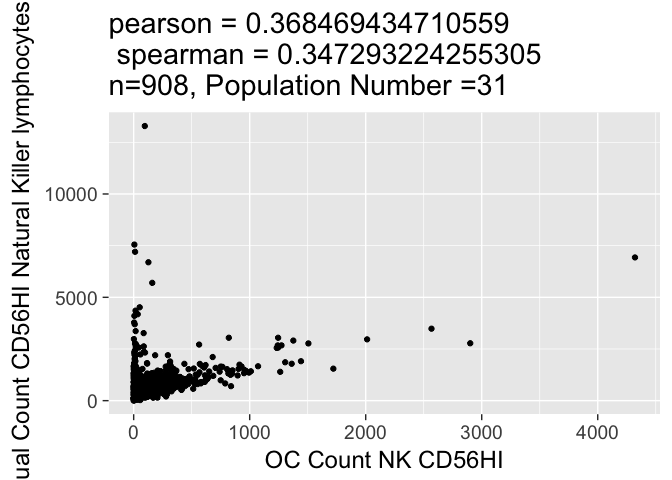 pearson = 0.368469434710559
spearman = 0.347293224255305
n=908, Population Number =31
ual Count CD56HI Natural Killer lymphocytes
10000
5000
0
0 1000 2000 3000 4000
OC Count NK CD56HI